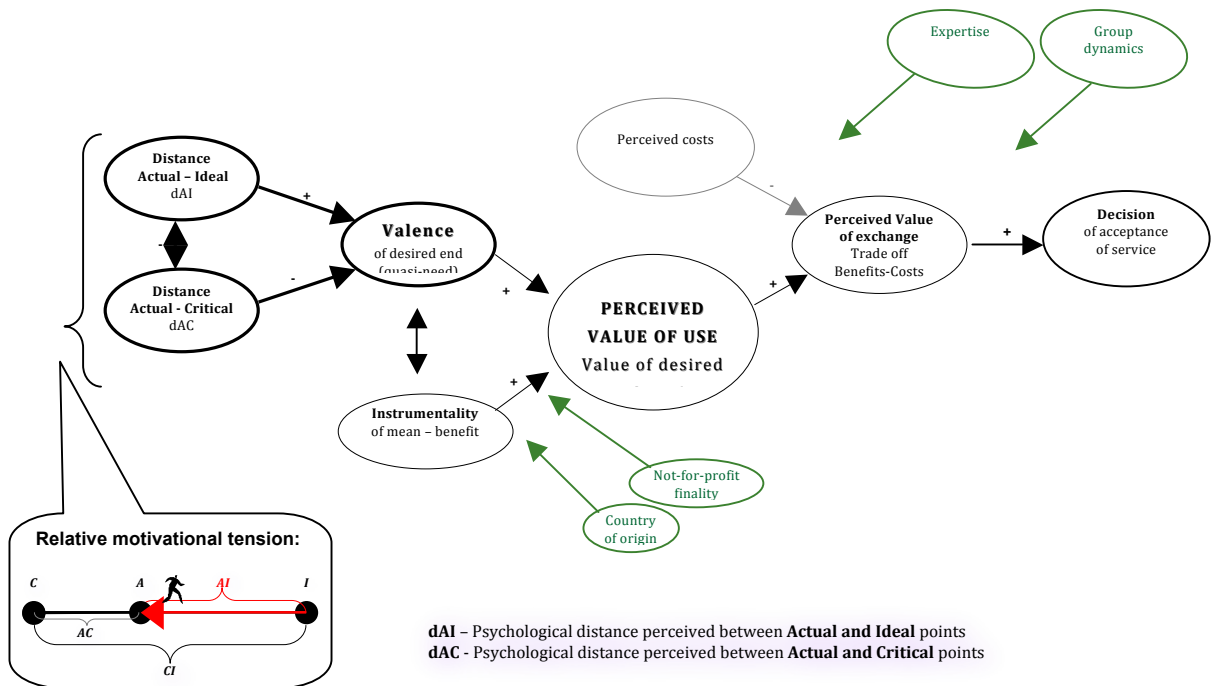 Expertise
Group
dynamics
Perceived costs
Distance
Actual – Ideal
dAI
+
-
-
Distance
Actual - Critical
dAC
-
Valence
of desired end
(quasi-need)
+
PERCEIVED
VALUE OF USE
Value of desired
+
Perceived Value
of exchange
Trade off
Benefits-Costs
+
Decision
of acceptance
of service
+
Instrumentality
of mean – benefit
Not-for-profit
finality
Country
of origin
Relative motivational tension:
C
A
AI
I
AC
CI
dAI – Psychological distance perceived between Actual and Ideal points
dAC - Psychological distance perceived between Actual and Critical points